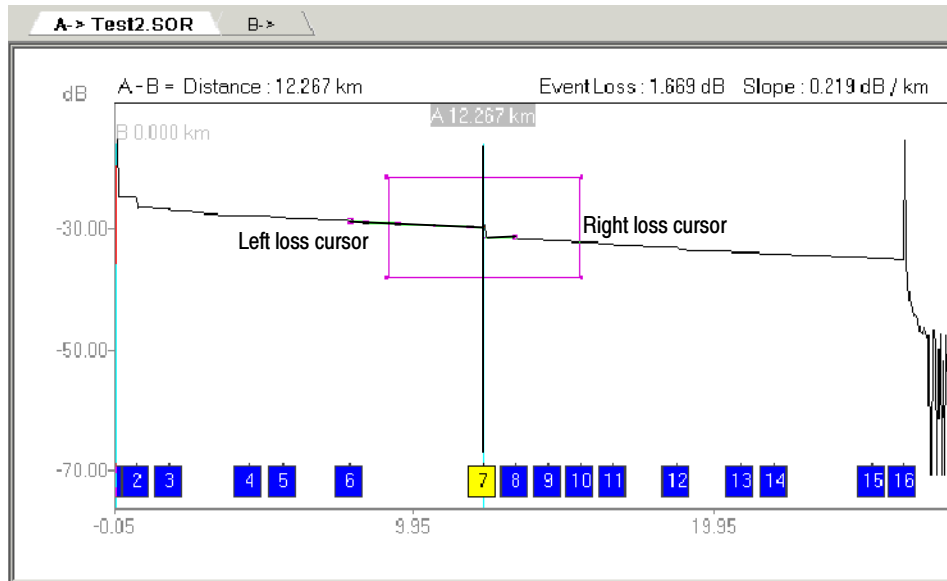 A-> Test2.SOR
B->
dB
A-B = Distance : 12.267 km
Event Loss : 1.669 dB Slope : 0.219 dB / km
A 12.267 km
B 0.000 km
-30.00
Left loss cursor
Right loss cursor
-50.00
-70.00
2 3 4 5 6 7 8 9 10 11 12 13 14 15 16
-0.05 9.95 19.95